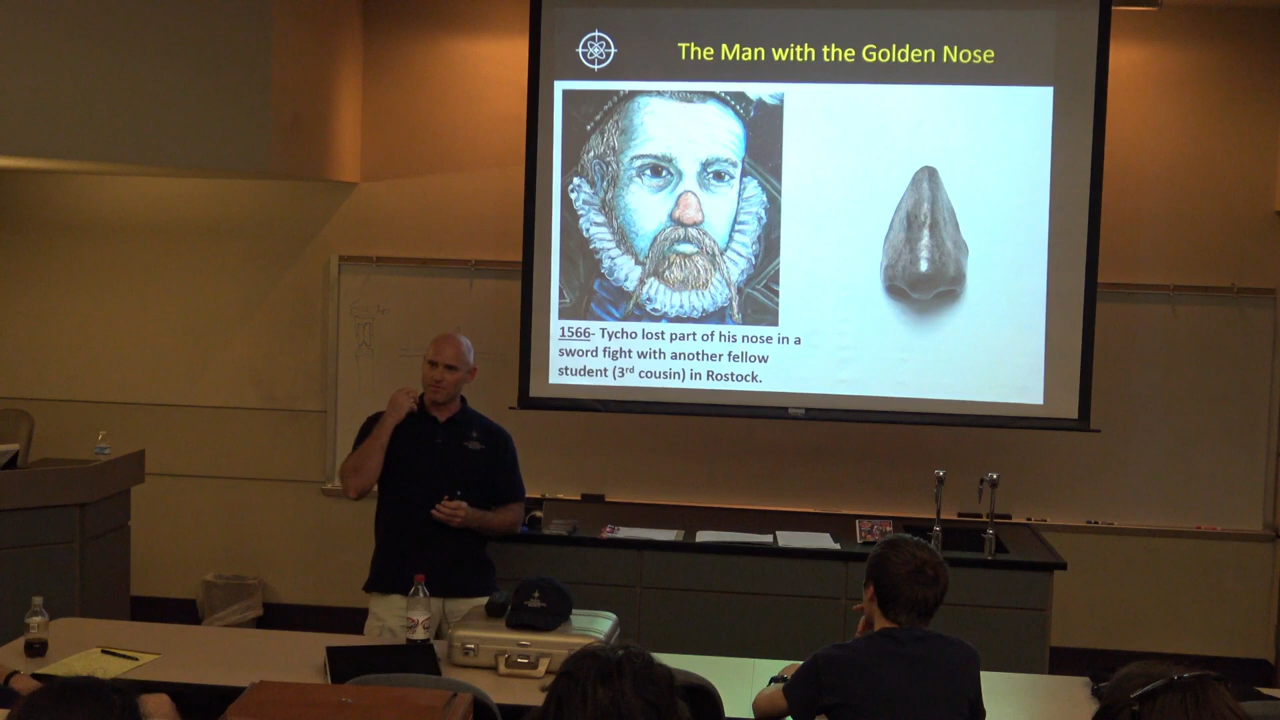 The Man with the Golden Nose
1566- Tycho lost part of his nose in a
sword fight with another fellow
student (3rd cousin) in Rostock.